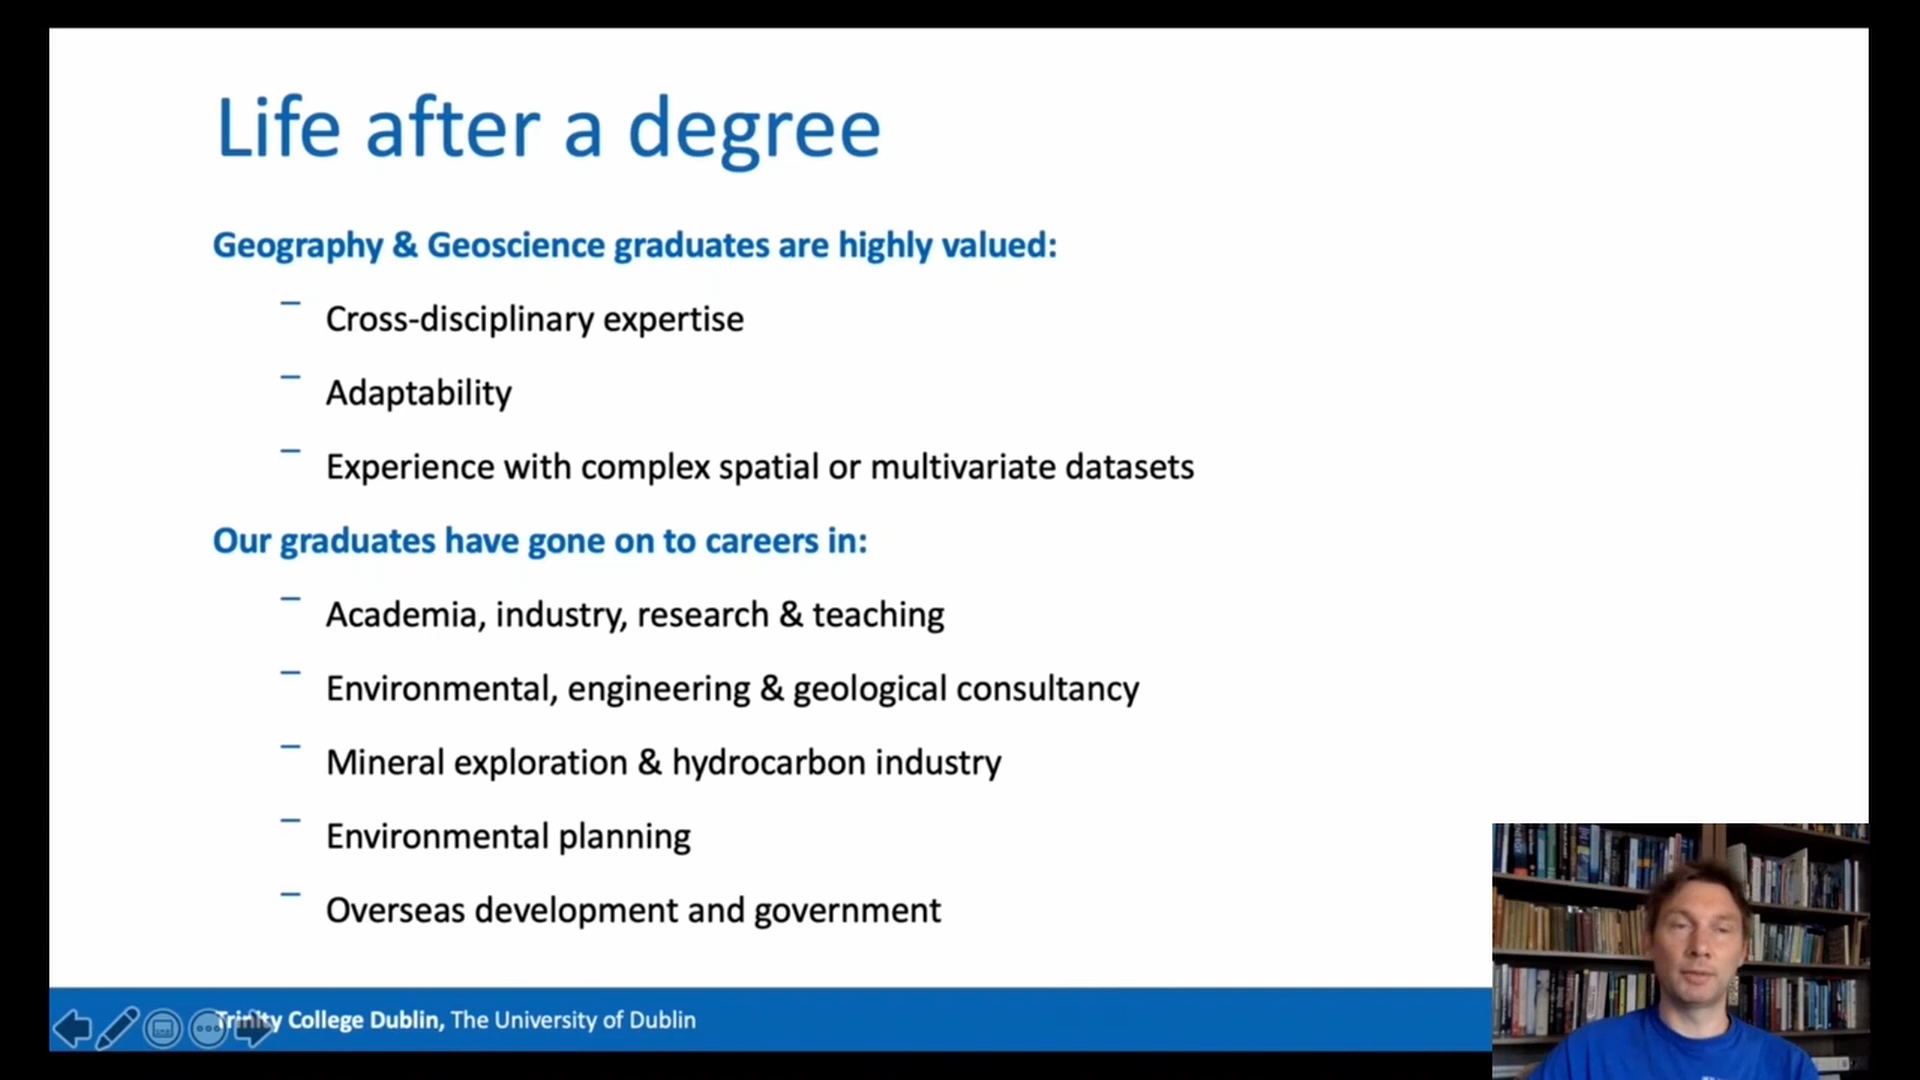 Life after a degree
Geography & Geoscience graduates are highly valued:
– Cross-disciplinary expertise
– Adaptability
– Experience with complex spatial or multivariate datasets
Our graduates have gone on to careers in:
– Academia, industry, research & teaching
– Environmental, engineering & geological consultancy
– Mineral exploration & hydrocarbon industry
– Environmental planning
– Overseas development and government
Trinity College Dublin, The University of Dublin